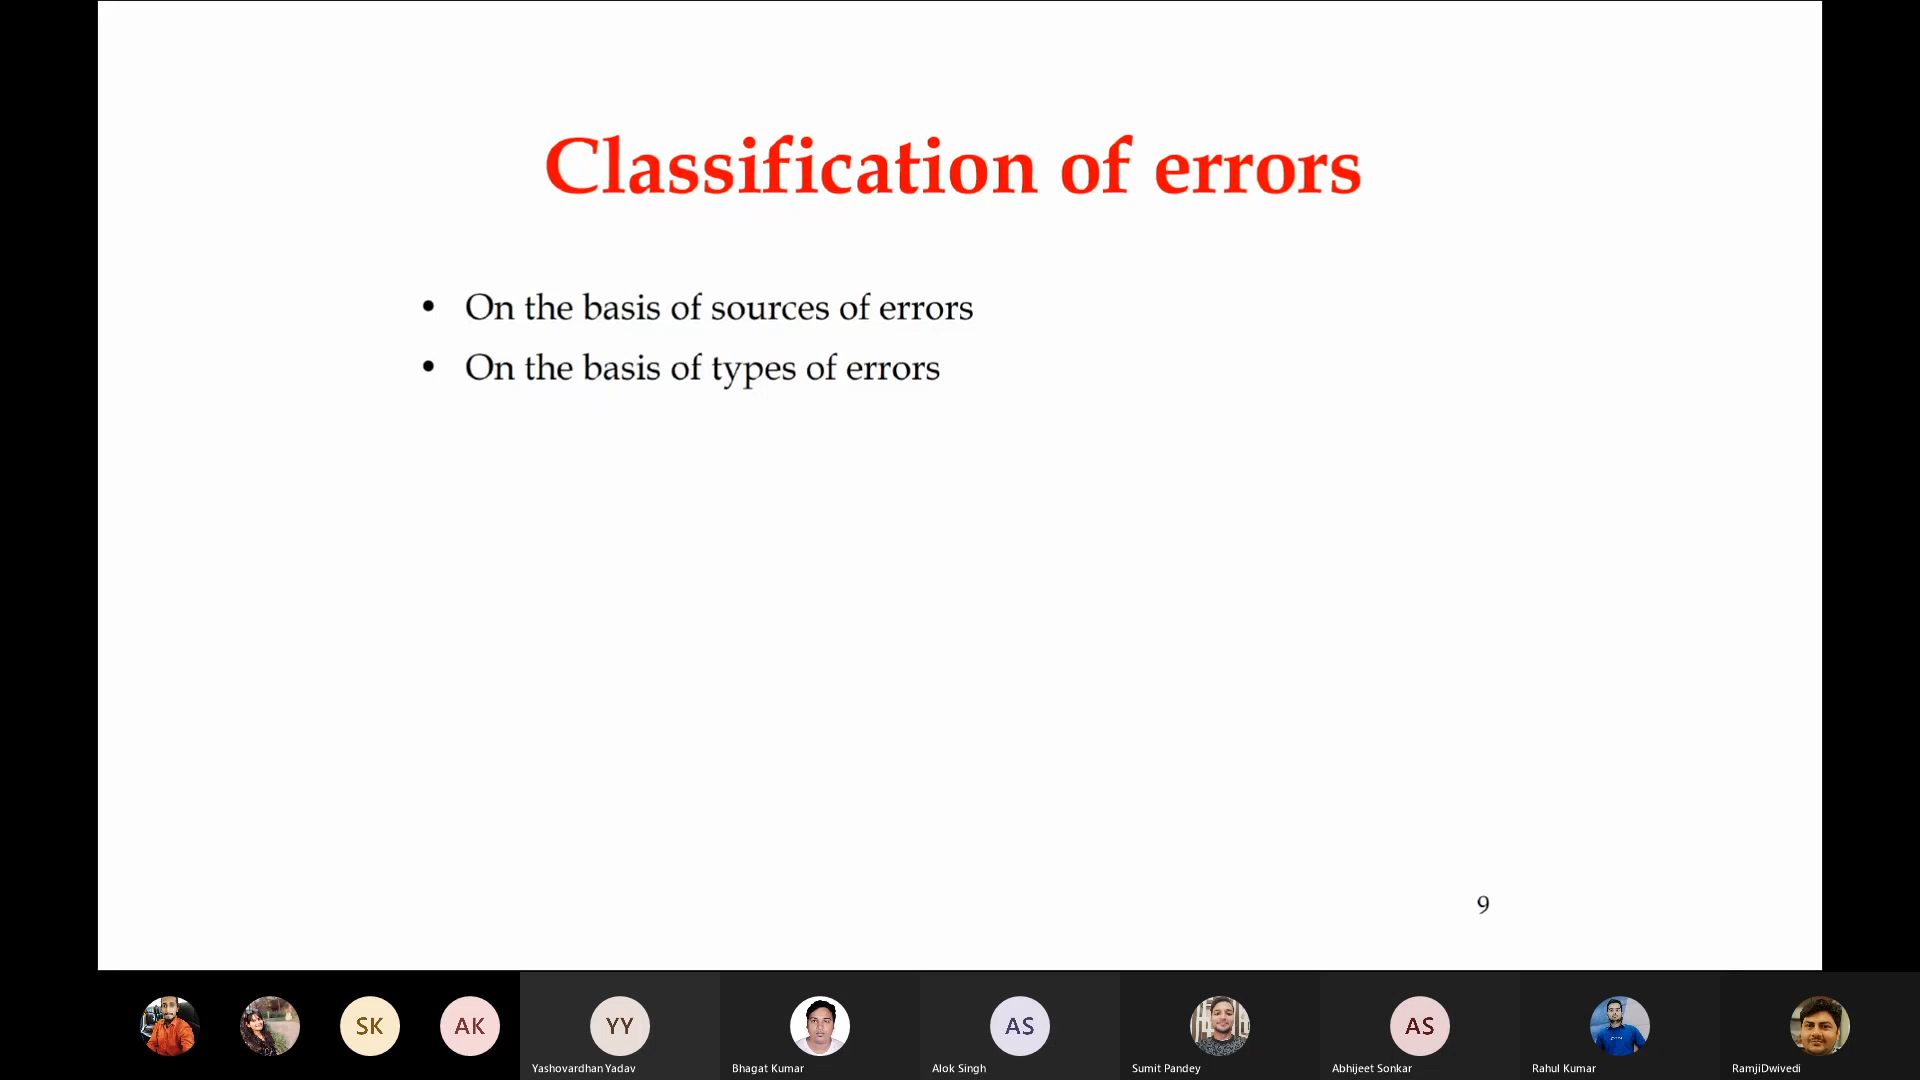 Classification of errors
• On the basis of sources of errors
• On the basis of types of errors
9
SK
AK
YY
AS
AS
Yashovardhan Yadav
Bhagat Kumar
Alok Singh
Sumit Pandey
Abhijeet Sonkar
Rahul Kumar
RamjiDwivedi